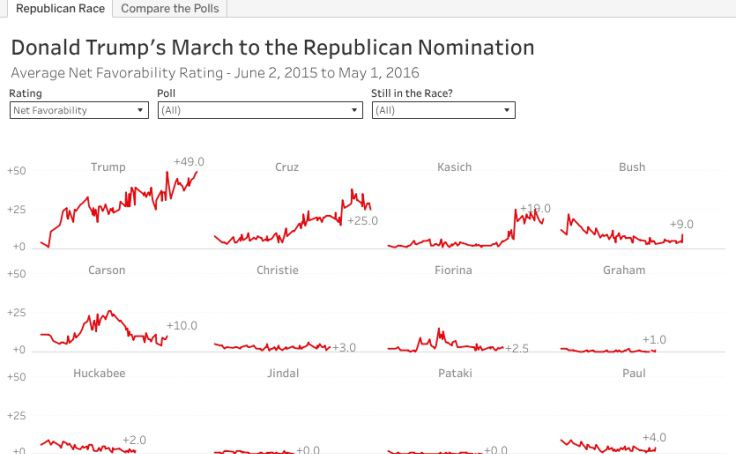 Republican Race
Compare the Polls
Donald Trump's March to the Republican Nomination
Average Net Favorability Rating - June 2, 2015 to May 1, 2016
Rating
Poll
Still in the Race?
Net Favorability
(All)
(All)
Trump
Cruz
Kasich
Bush
+50
+25
+0
+49.0
+25.0
+19.0
+9.0
Carson
Christie
Fiorina
Graham
+50
+25
+0
+10.0
+3.0
+2.5
+1.0
Huckabee
Jindal
Pataki
Paul
+50
+25
+0
+2.0
+0.0
+0.0
+4.0